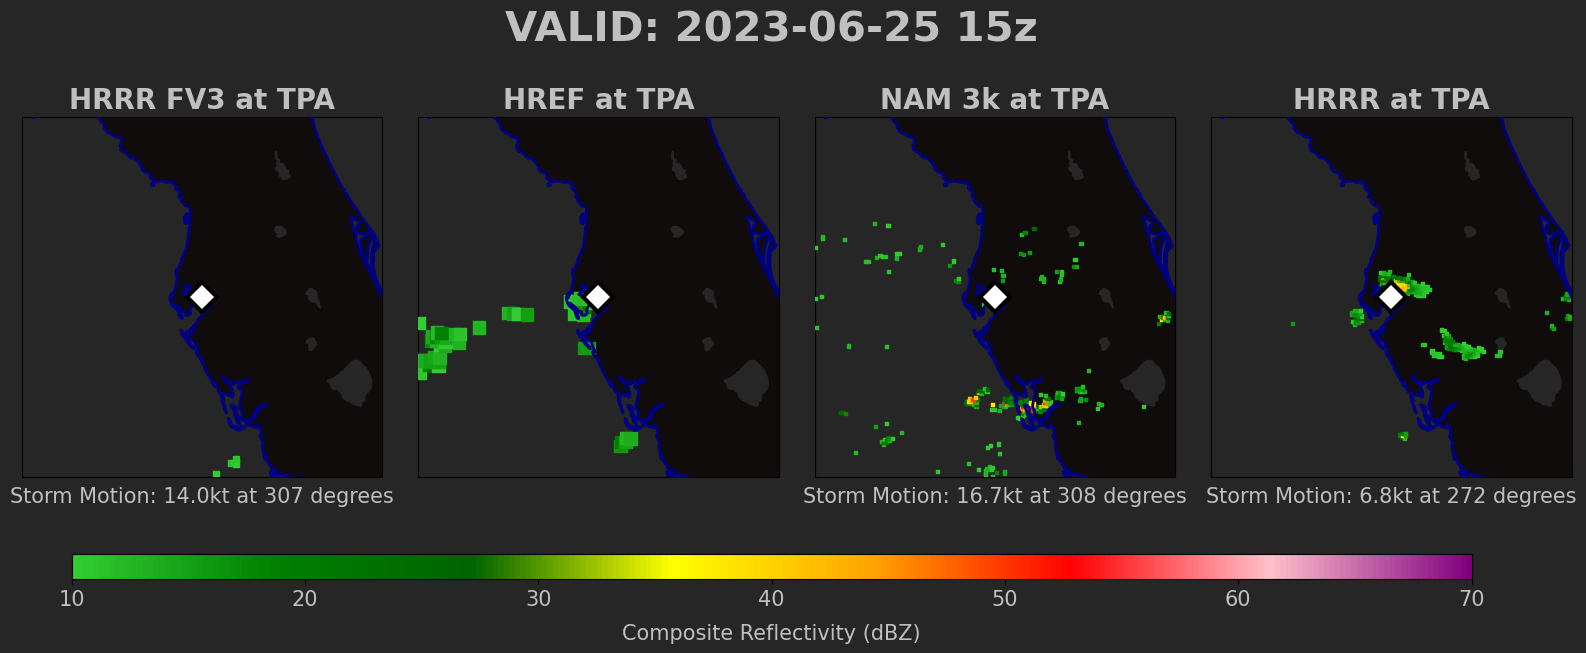 VALID: 2023-06-25 15z
HRRR FV3 at TPA
HREF at TPA
NAM 3k at TPA
HRRR at TPA
Storm Motion: 14.0kt at 307 degrees
Storm Motion: 16.7kt at 308 degrees
Storm Motion: 6.8kt at 272 degrees
10 20 30 40 50 60 70
Composite Reflectivity (dBZ)